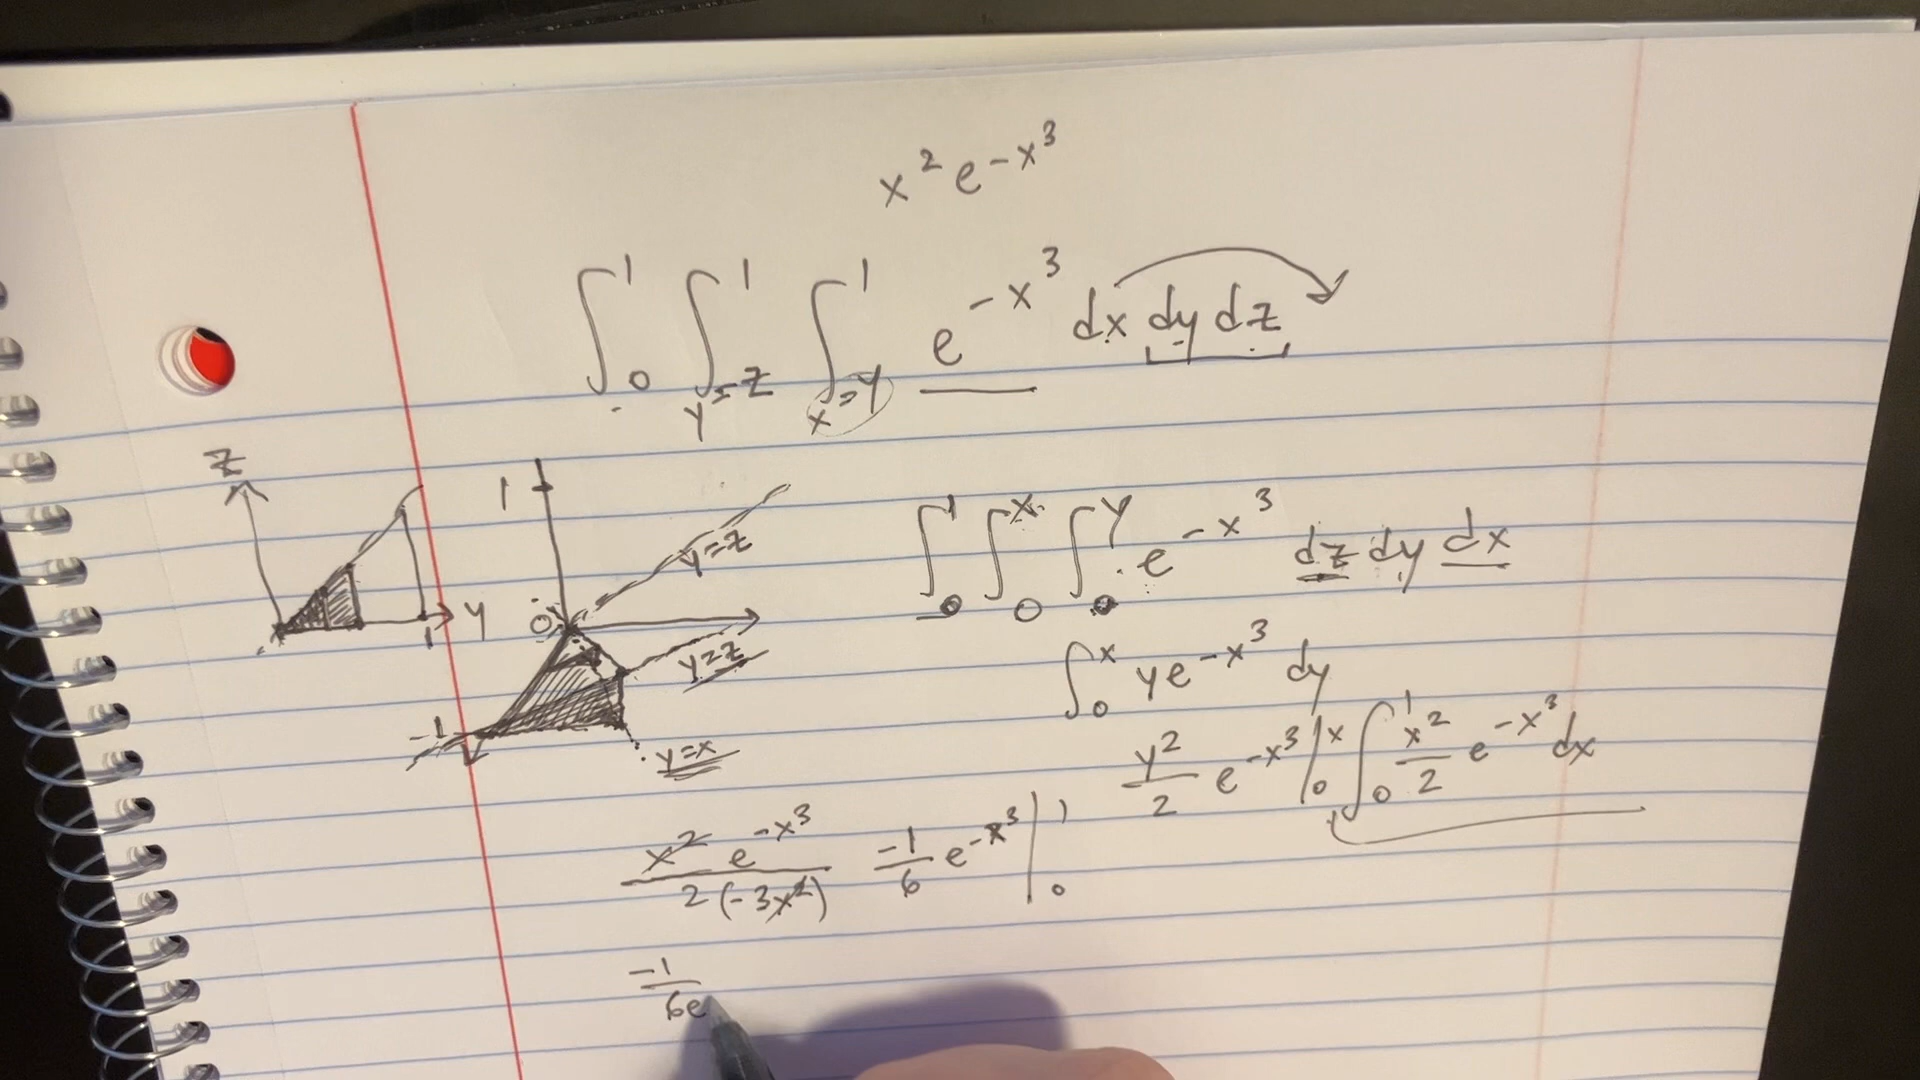 x² e^-x³
∫₀¹ ∫_{y=z}¹ ∫_{x=y}¹ e^-x³ dx dy dz
z
1
y=z
∫₀¹ ∫₀ˣ ∫₀ʸ e^-x³ dz dy dx
1 y
0
y=z
∫₀ˣ y e^-x³ dy
-1
y=x
y²/2 e^-x³ |₀ˣ ∫₀¹ x²/2 e^-x³ dx
x² e^-x³ / 2(-3x²) -1/6 e^-x³ |₀¹
-1/6e